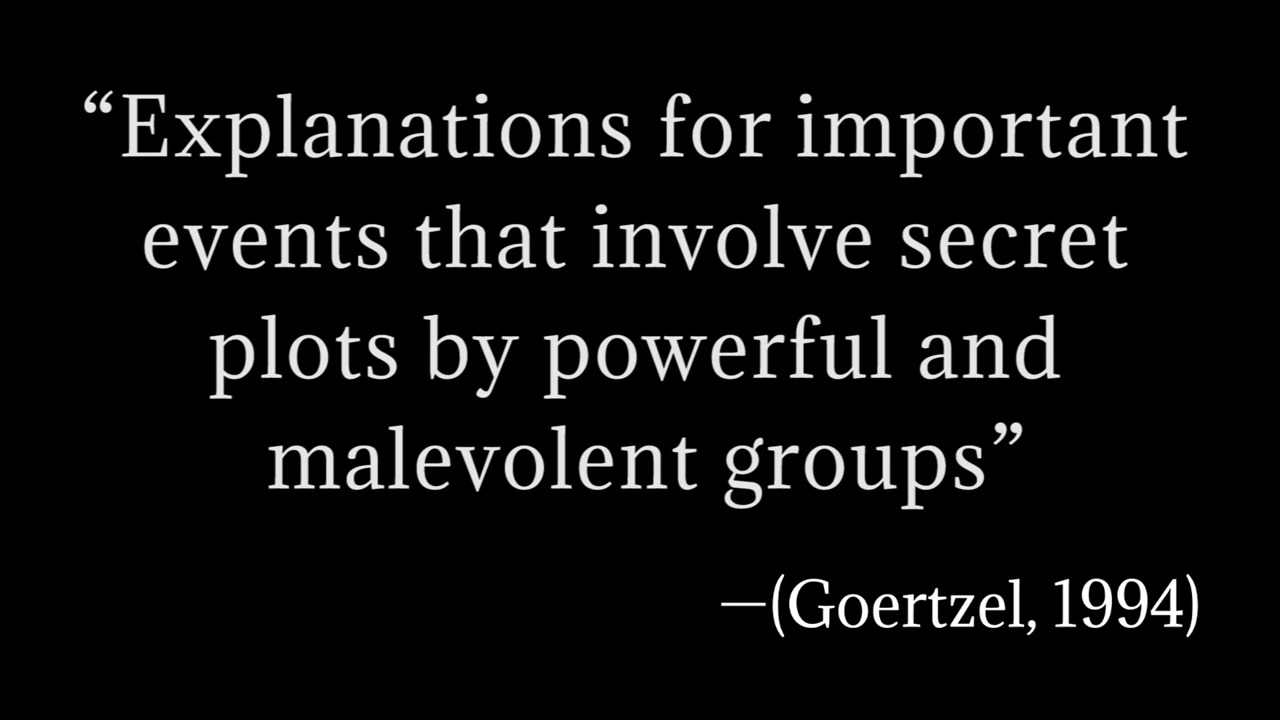 “Explanations for important
events that involve secret
plots by powerful and
malevolent groups”
—(Goertzel, 1994)